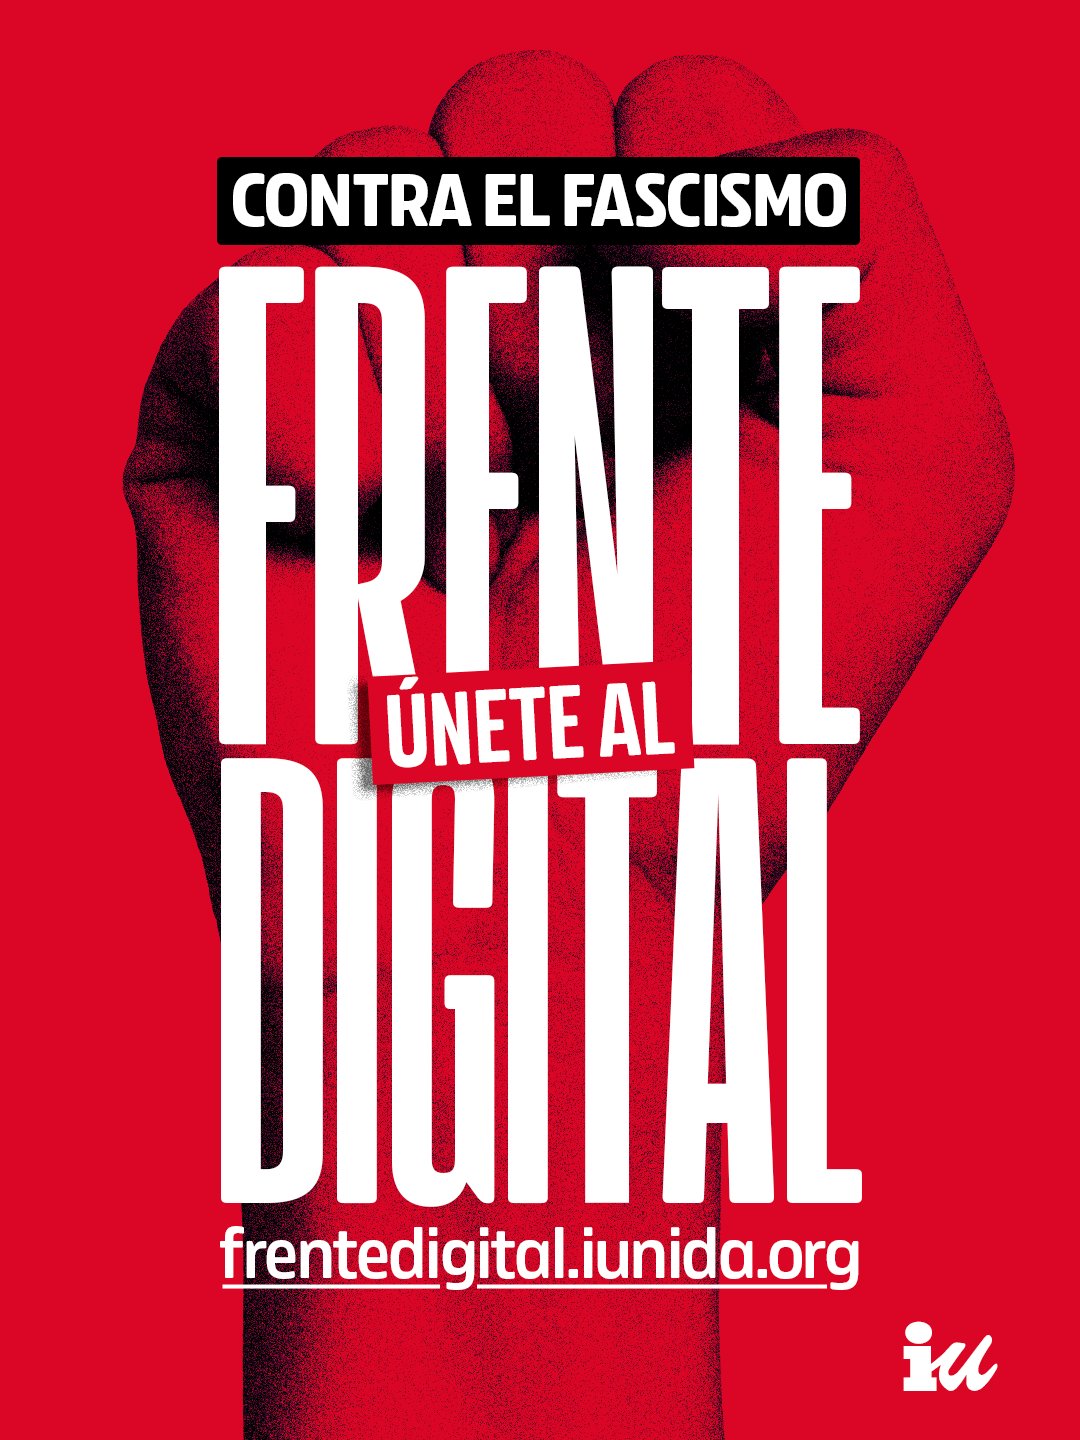 CONTRA EL FASCISMO
FRENTE
ÚNETE AL
DIGITAL
frentedigital.iunida.org
iu